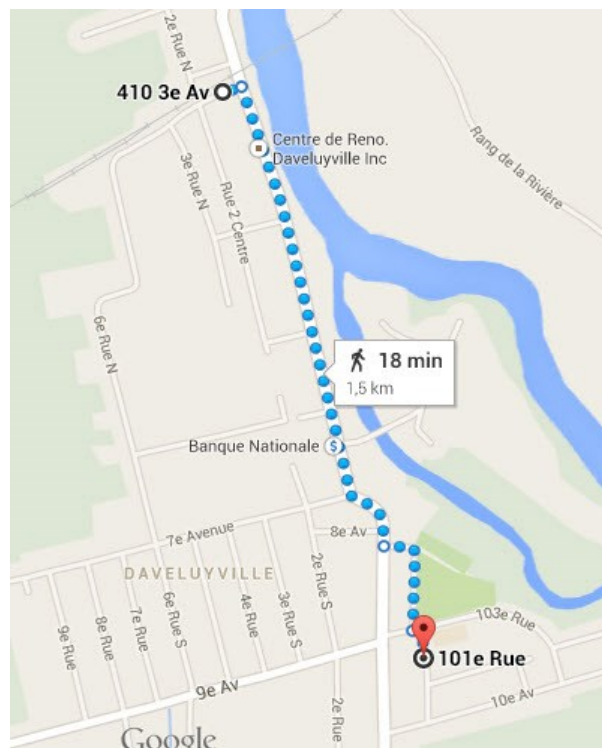 2e Rue N
410 3e Av
Centre de Reno.
Daveluyville Inc
Rang de la Rivière
3e Rue N
Rue 2 Centre
6e Rue N
18 min
1,5 km
Banque Nationale
$
7e Avenue
8e Av
DAVELUYVILLE
2e Rue S
3e Rue S
4e Rue
6e Rue S
7e Rue
8e Rue
9e Rue
103e Rue
101e Rue
9e Av
10e Av
2e Rue
Google